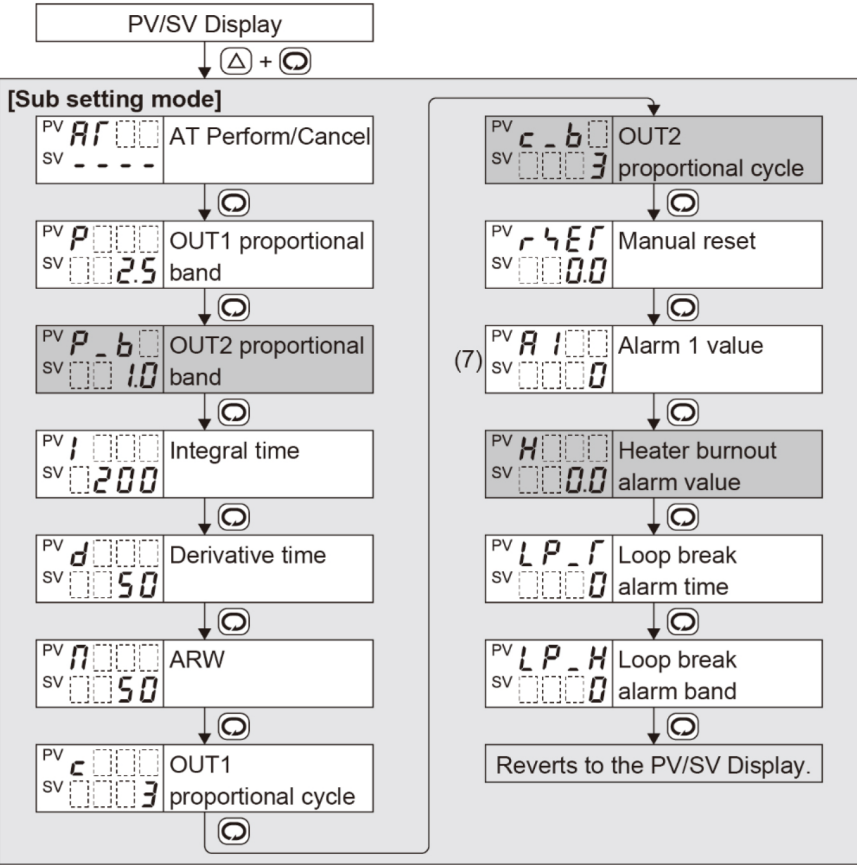 PV/SV Display
△ + 
[Sub setting mode]
PV AT
AT Perform/Cancel
SV - - - -
PV P
OUT1 proportional
SV 2.5
band
PV P_b
OUT2 proportional
SV 1.0
band
PV I
Integral time
SV 200
PV d
Derivative time
SV 50
PV
ARW
SV 50
PV c
OUT1
SV 3
proportional cycle
PV c_b
OUT2
SV 3
proportional cycle
PV rSET
Manual reset
SV 0.0
(7)
PV A1
Alarm 1 value
SV 0
PV H
Heater burnout
SV 0.0
alarm value
PV LP_T
Loop break
SV 0
alarm time
PV LP_H
Loop break
SV 0
alarm band
Reverts to the PV/SV Display.